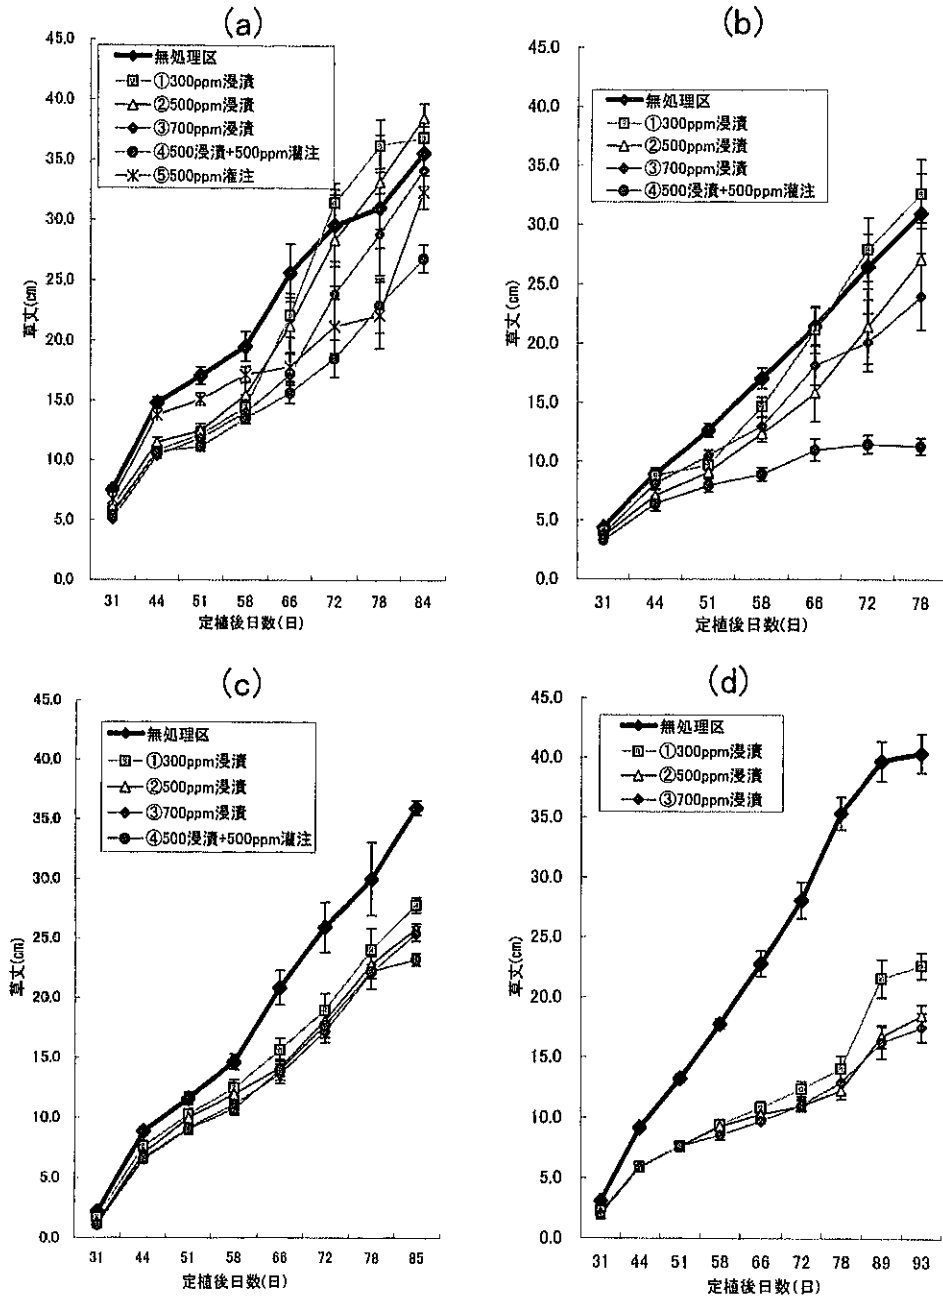 (a)
45.0
40.0
35.0
30.0
25.0
20.0
15.0
10.0
5.0
0.0
草丈(cm)
無処理区
①300ppm浸漬
②500ppm浸漬
③700ppm浸漬
④500浸漬+500ppm灌注
⑤500ppm灌注
31 44 51 58 66 72 78 84
定植後日数(日)
(b)
45.0
40.0
35.0
30.0
25.0
20.0
15.0
10.0
5.0
0.0
草丈(cm)
無処理区
①300ppm浸漬
②500ppm浸漬
③700ppm浸漬
④500浸漬+500ppm灌注
31 44 51 58 66 72 78
定植後日数(日)
(c)
45.0
40.0
35.0
30.0
25.0
20.0
15.0
10.0
5.0
0.0
草丈(cm)
無処理区
①300ppm浸漬
②500ppm浸漬
③700ppm浸漬
④500浸漬+500ppm灌注
31 44 51 58 66 72 78 85
定植後日数(日)
(d)
45.0
40.0
35.0
30.0
25.0
20.0
15.0
10.0
5.0
0.0
草丈(cm)
無処理区
①300ppm浸漬
②500ppm浸漬
③700ppm浸漬
31 44 51 58 66 72 78 89 93
定植後日数(日)